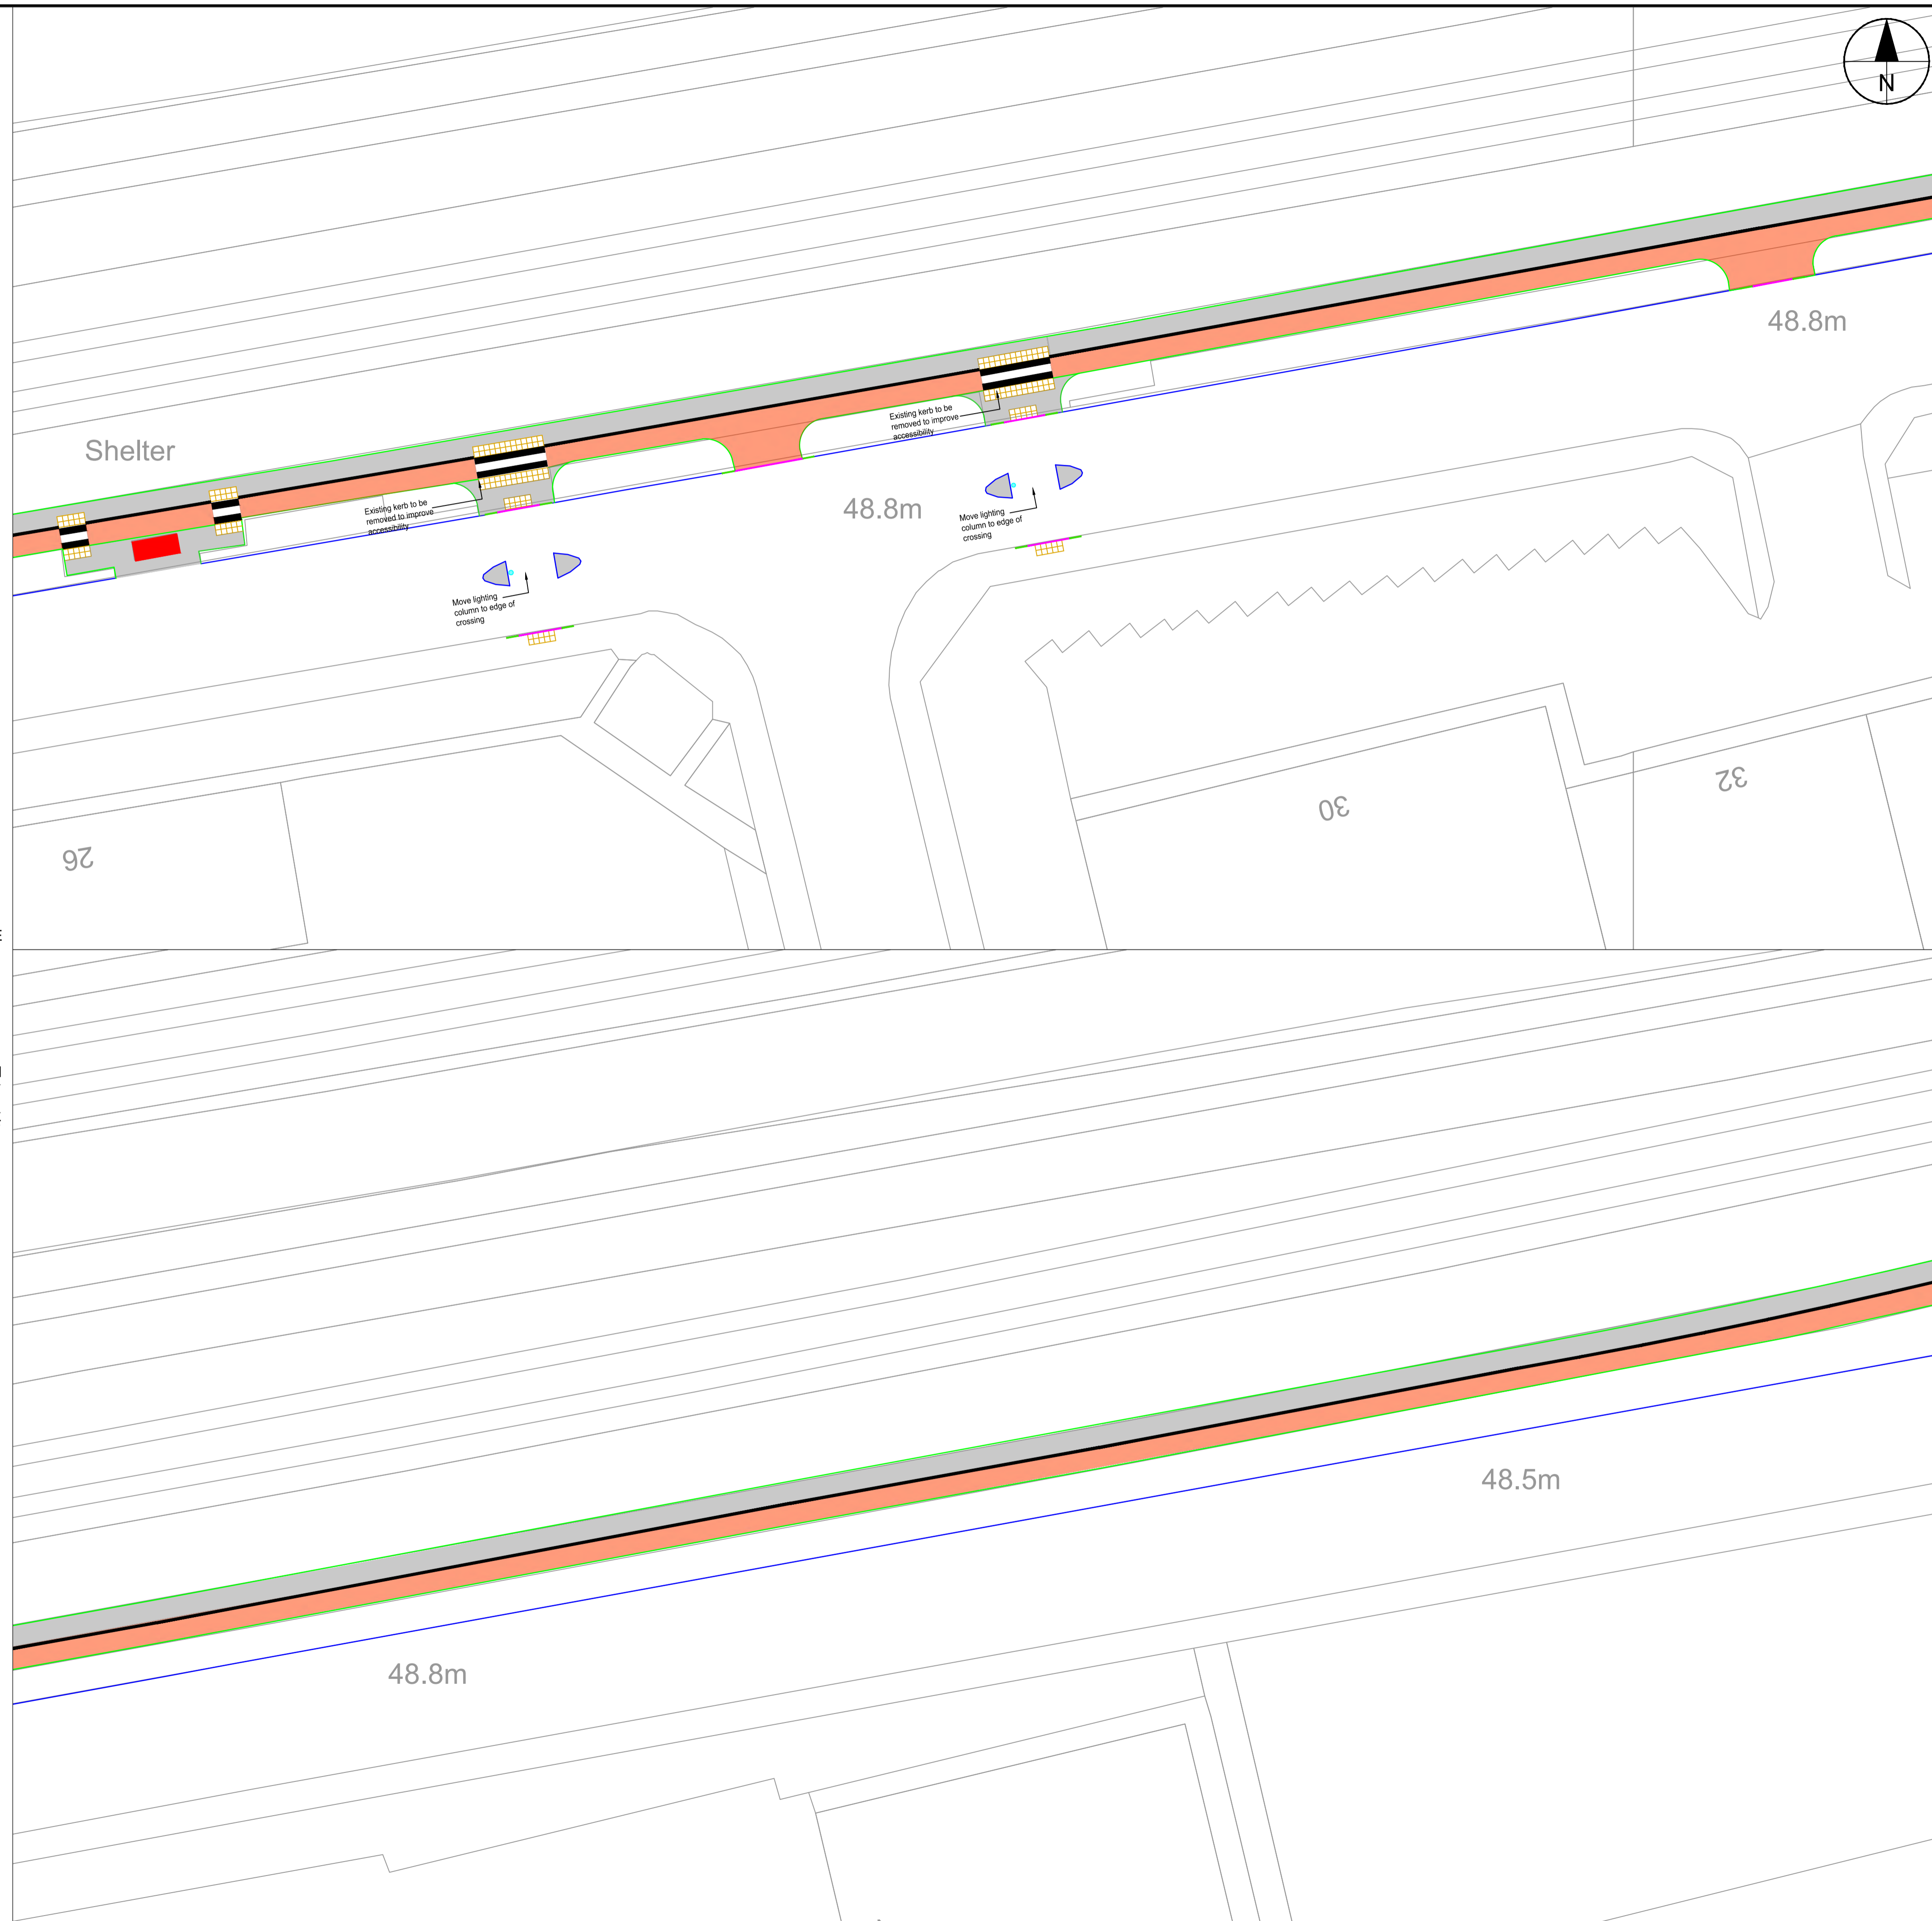 N
48.8m
Shelter
Existing kerb to be
removed to improve
accessibility
Existing kerb to be
removed to improve
accessibility
48.8m
Move lighting
column to edge of
crossing
Move lighting
column to edge of
crossing
26
30
32
48.5m
48.8m